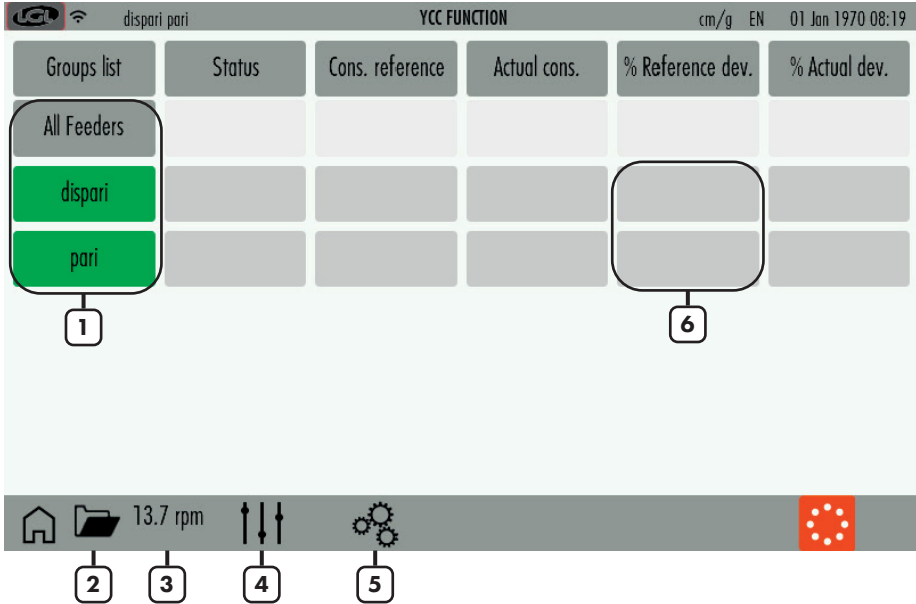 LGL dispari pari YCC FUNCTION cm/g EN 01 Jan 1970 08:19
Groups list Status Cons. reference Actual cons. % Reference dev. % Actual dev.
All Feeders
dispari
pari
1
6
13.7 rpm
2 3 4 5